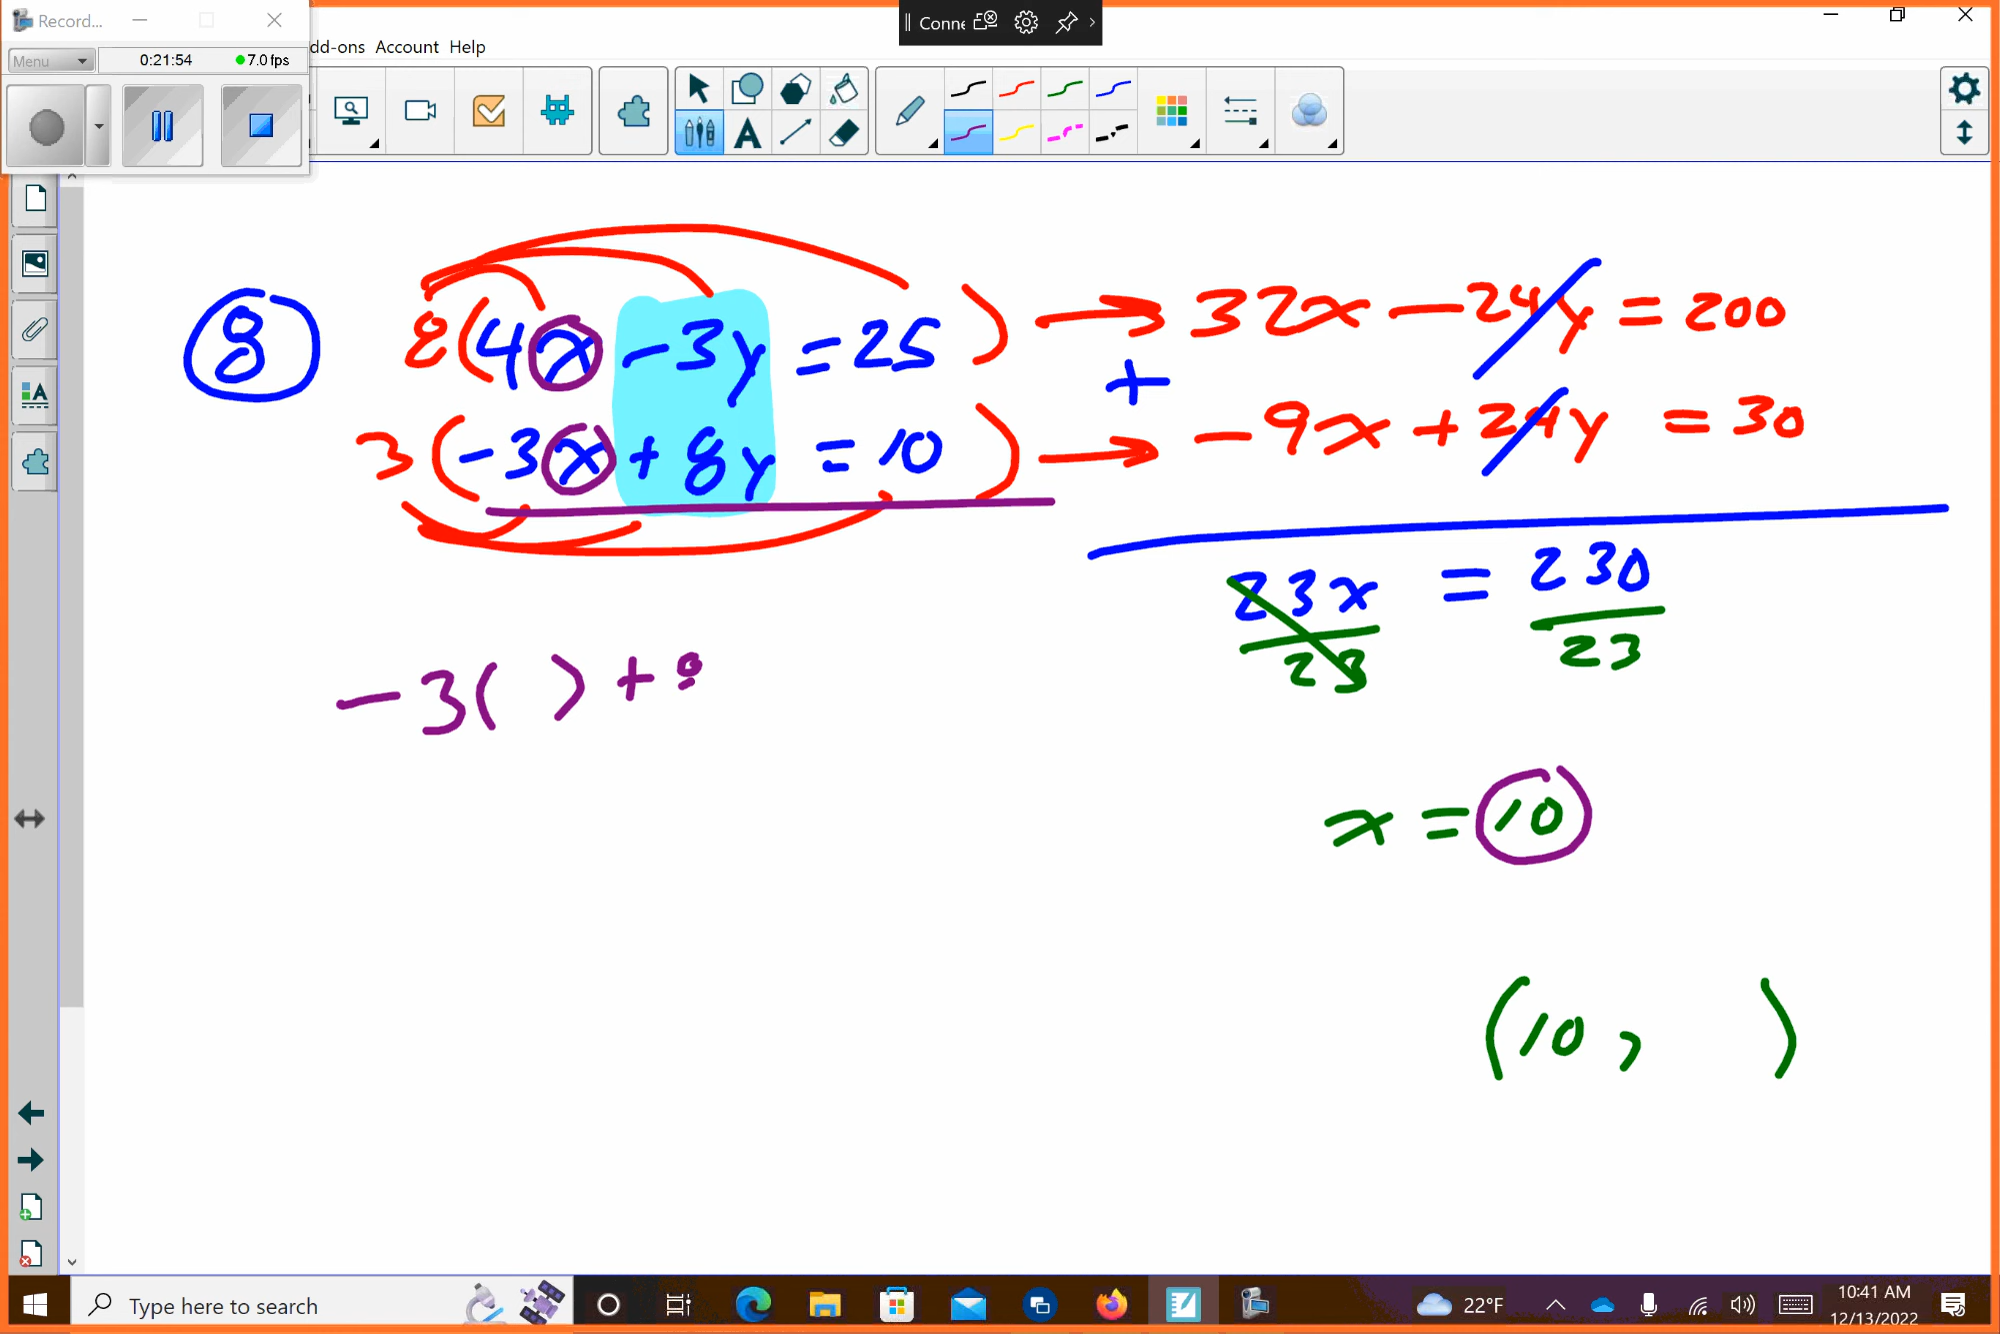 Record...
Menu
0:21:54
7.0 fps
dd-ons Account Help
Conne
A
A
8
8(4x - 3y = 25) → 32x - 24y = 200
+
3(-3x + 8y = 10) → -9x + 24y = 30
23x = 230
23 23
-3( ) +
x = 10
(10, )
Type here to search
22°F
10:41 AM
12/13/2022